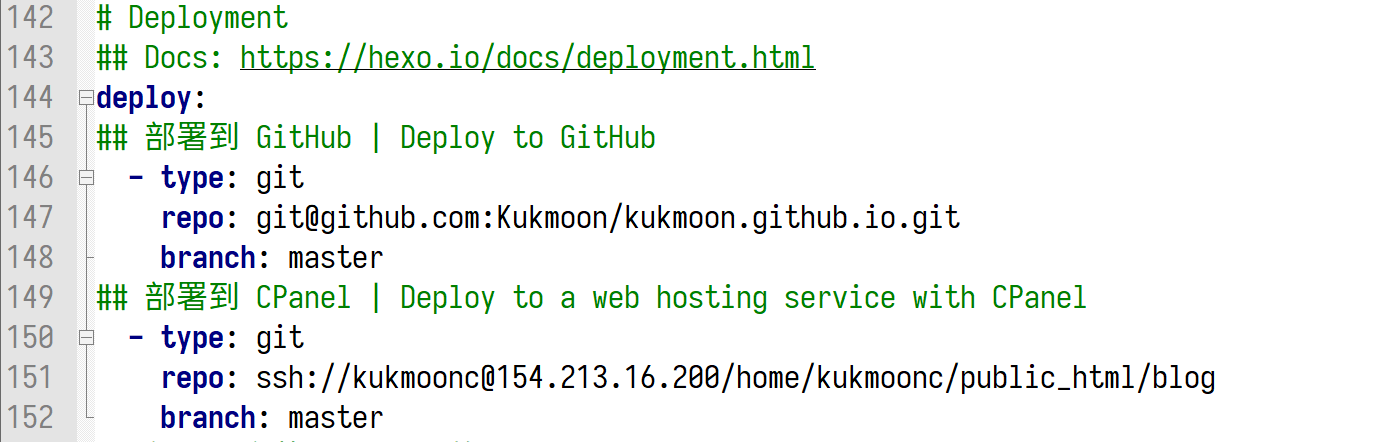 142 # Deployment
143 ## Docs: https://hexo.io/docs/deployment.html
144 deploy:
145 ## 部署到 GitHub | Deploy to GitHub
146   - type: git
147     repo: git@github.com:Kukmoon/kukmoon.github.io.git
148     branch: master
149 ## 部署到 CPanel | Deploy to a web hosting service with CPanel
150   - type: git
151     repo: ssh://kukmoonc@154.213.16.200/home/kukmoonc/public_html/blog
152     branch: master